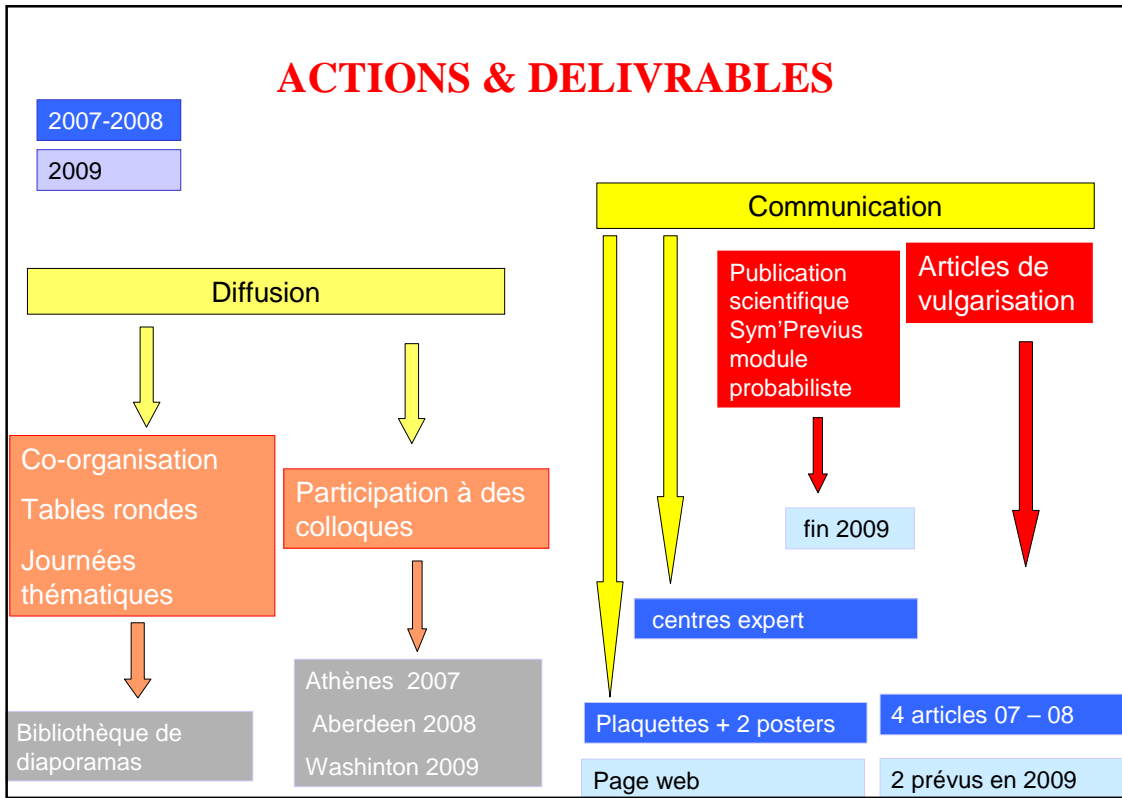 ACTIONS & DELIVRABLES
2007-2008
2009
Diffusion
Co-organisation
Tables rondes
Journées
thématiques
Bibliothèque de
diaporamas
Participation à des
colloques
Athènes 2007
Aberdeen 2008
Washinton 2009
Communication
Publication
scientifique
Sym’Previus
module
probabiliste
fin 2009
Articles de
vulgarisation
centres expert
Plaquettes + 2 posters
Page web
4 articles 07 – 08
2 prévus en 2009